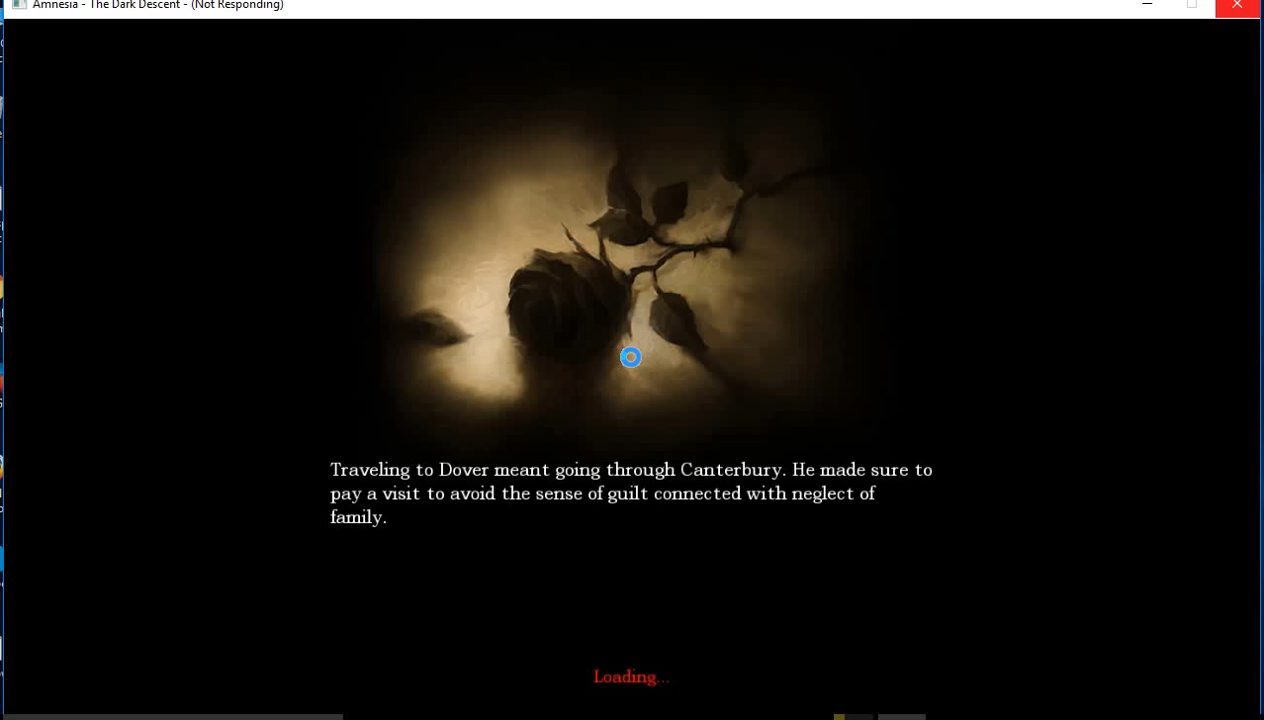 Amnesia - The Dark Descent - (Not Responding)
Traveling to Dover meant going through Canterbury. He made sure to
pay a visit to avoid the sense of guilt connected with neglect of
family.
Loading...